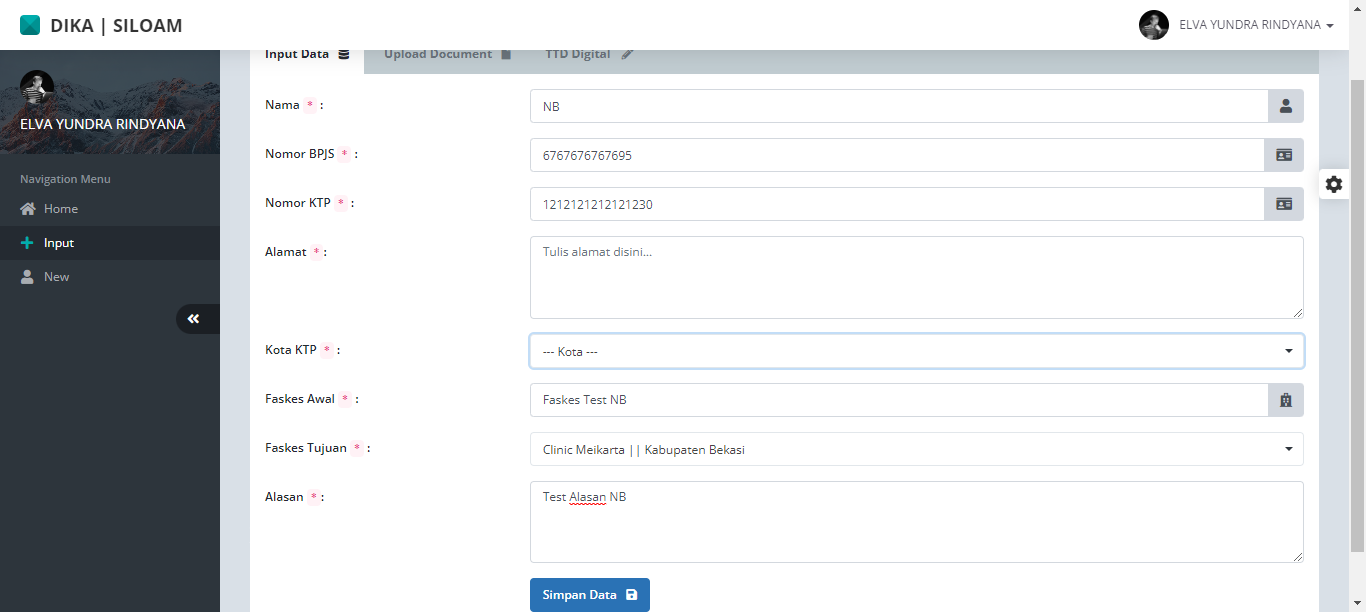 DIKA | SILOAM
ELVA YUNDRA RINDYANA
ELVA YUNDRA RINDYANA
Navigation Menu
Home
Input
New
Input Data
Upload Document
TTD Digital
Nama * :
NB
Nomor BPJS * :
6767676767695
Nomor KTP * :
1212121212121230
Alamat * :
Tulis alamat disini...
Kota KTP * :
--- Kota ---
Faskes Awal * :
Faskes Test NB
Faskes Tujuan * :
Clinic Meikarta || Kabupaten Bekasi
Alasan * :
Test Alasan NB
Simpan Data